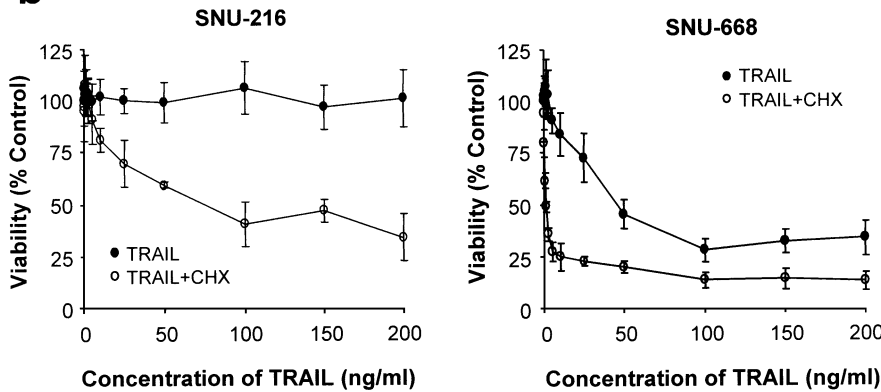 b
SNU-216
125
100
75
50
25
0
Viability (% Control)
TRAIL
TRAIL+CHX
0 50 100 150 200
Concentration of TRAIL (ng/ml)
SNU-668
125
100
75
50
25
0
Viability (% Control)
TRAIL
TRAIL+CHX
0 50 100 150 200
Concentration of TRAIL (ng/ml)